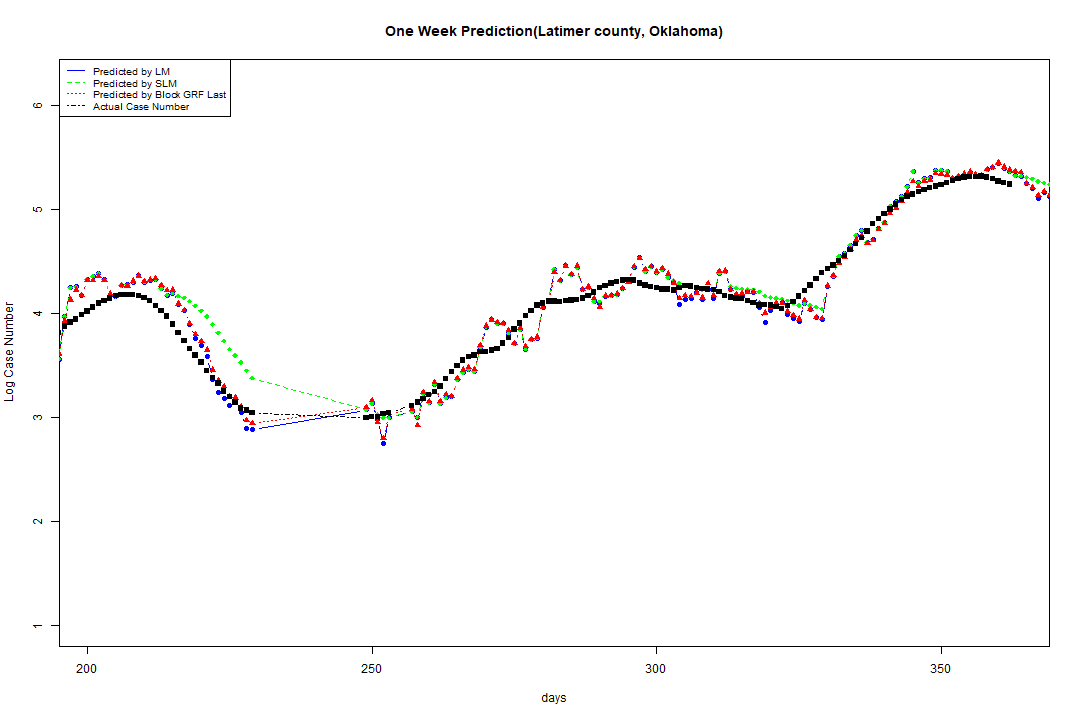 One Week Prediction(Latimer county, Oklahoma)
Predicted by LM
Predicted by SLM
Predicted by Block GRF Last
Actual Case Number
6
5
4
3
2
1
Log Case Number
200 250 300 350
days